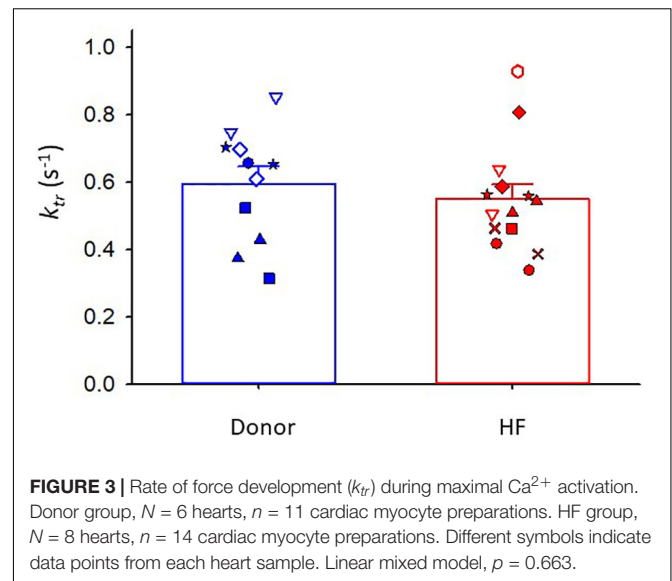 1.0
0.8
0.6
0.4
0.2
0.0
k_tr (s⁻¹)
Donor HF
FIGURE 3 | Rate of force development (k_tr) during maximal Ca²⁺ activation.
Donor group, N = 6 hearts, n = 11 cardiac myocyte preparations. HF group,
N = 8 hearts, n = 14 cardiac myocyte preparations. Different symbols indicate
data points from each heart sample. Linear mixed model, p = 0.663.